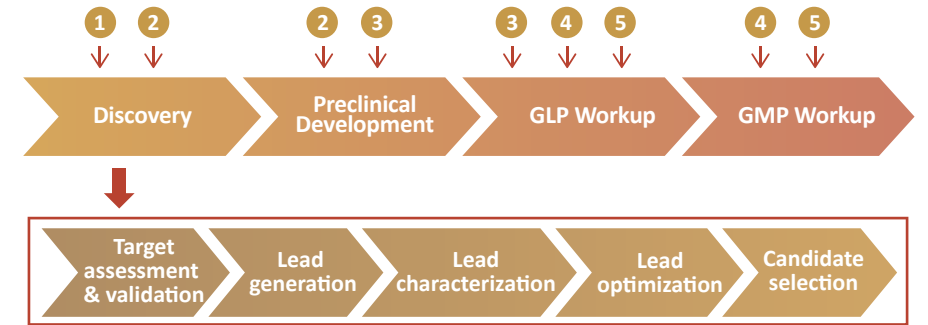 1 2 2 3 3 4 5 4 5
Discovery
Preclinical
Development
GLP Workup
GMP Workup
Target
assessment
& validation
Lead
generation
Lead
characterization
Lead
optimization
Candidate
selection